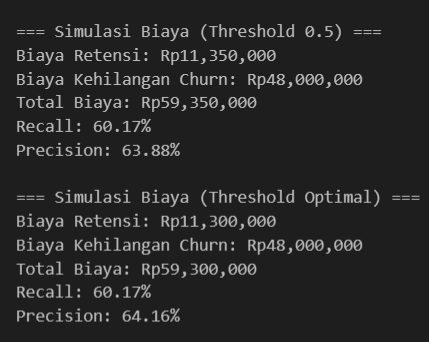 === Simulasi Biaya (Threshold 0.5) ===
Biaya Retensi: Rp11,350,000
Biaya Kehilangan Churn: Rp48,000,000
Total Biaya: Rp59,350,000
Recall: 60.17%
Precision: 63.88%
=== Simulasi Biaya (Threshold Optimal) ===
Biaya Retensi: Rp11,300,000
Biaya Kehilangan Churn: Rp48,000,000
Total Biaya: Rp59,300,000
Recall: 60.17%
Precision: 64.16%